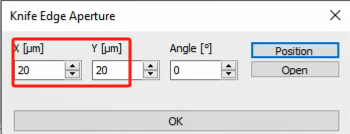 Knife Edge Aperture
X [µm] Y [µm] Angle [°] Position
20 20 0 Open
OK